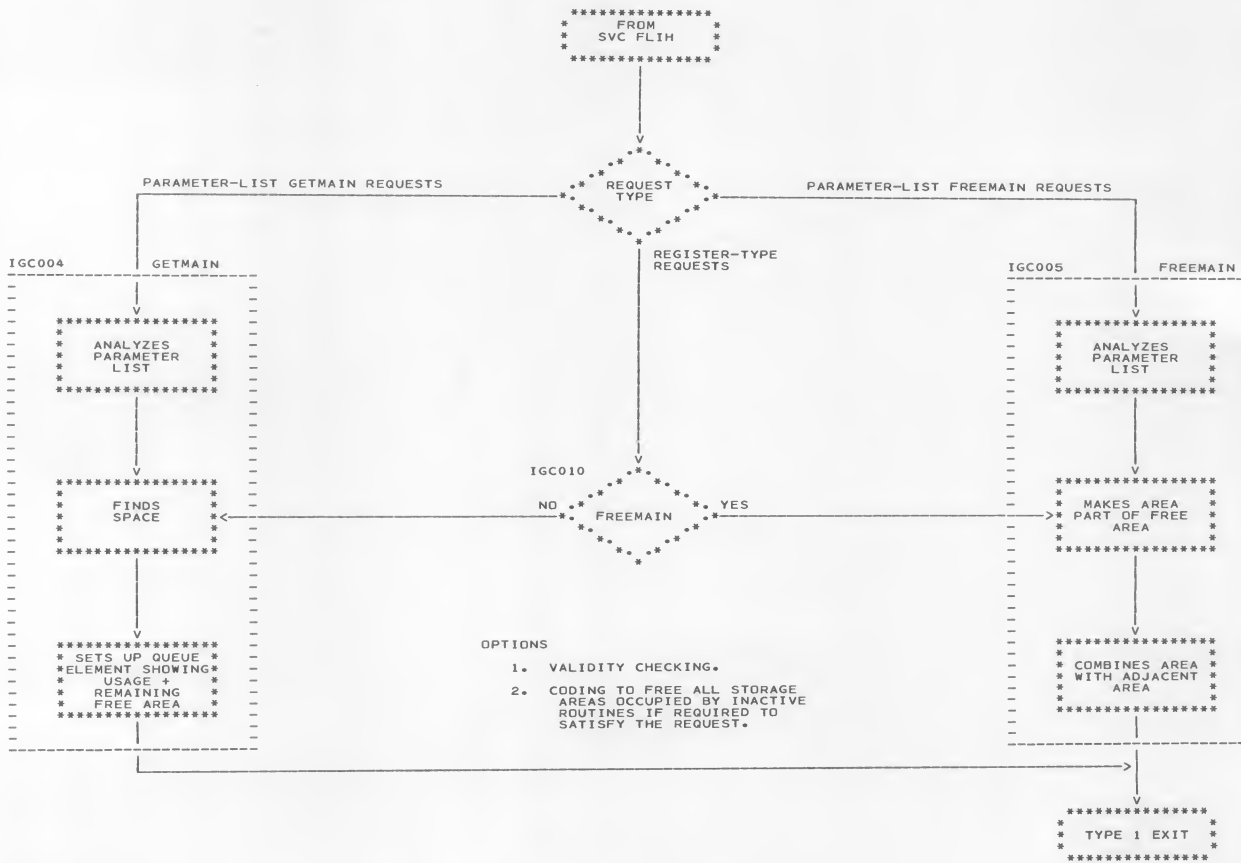 FROM
SVC FLIH
REQUEST
TYPE
PARAMETER-LIST GETMAIN REQUESTS
PARAMETER-LIST FREEMAIN REQUESTS
REGISTER-TYPE
REQUESTS
IGC004 GETMAIN
IGC005 FREEMAIN
ANALYZES
PARAMETER
LIST
ANALYZES
PARAMETER
LIST
IGC010
FINDS
SPACE
NO
FREEMAIN
YES
MAKES AREA
PART OF FREE
AREA
SETS UP QUEUE
ELEMENT SHOWING
USAGE +
REMAINING
FREE AREA
OPTIONS
1. VALIDITY CHECKING.
2. CODING TO FREE ALL STORAGE
AREAS OCCUPIED BY INACTIVE
ROUTINES IF REQUIRED TO
SATISFY THE REQUEST.
COMBINES AREA
WITH ADJACENT
AREA
TYPE 1 EXIT